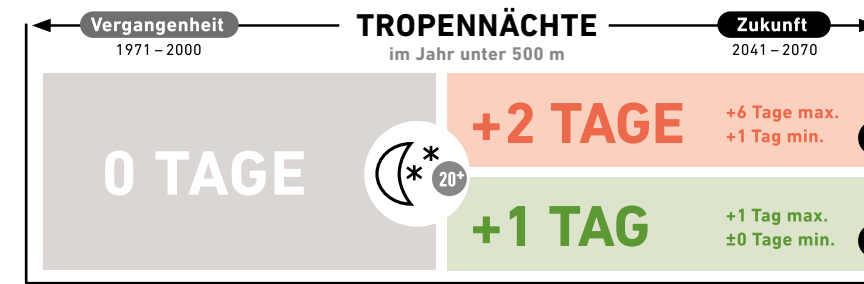 Vergangenheit
1971 – 2000
TROPENNÄCHTE
im Jahr unter 500 m
Zukunft
2041 – 2070
0 TAGE
20+
+2 TAGE
+6 Tage max.
+1 Tag min.
+1 TAG
+1 Tag max.
±0 Tage min.